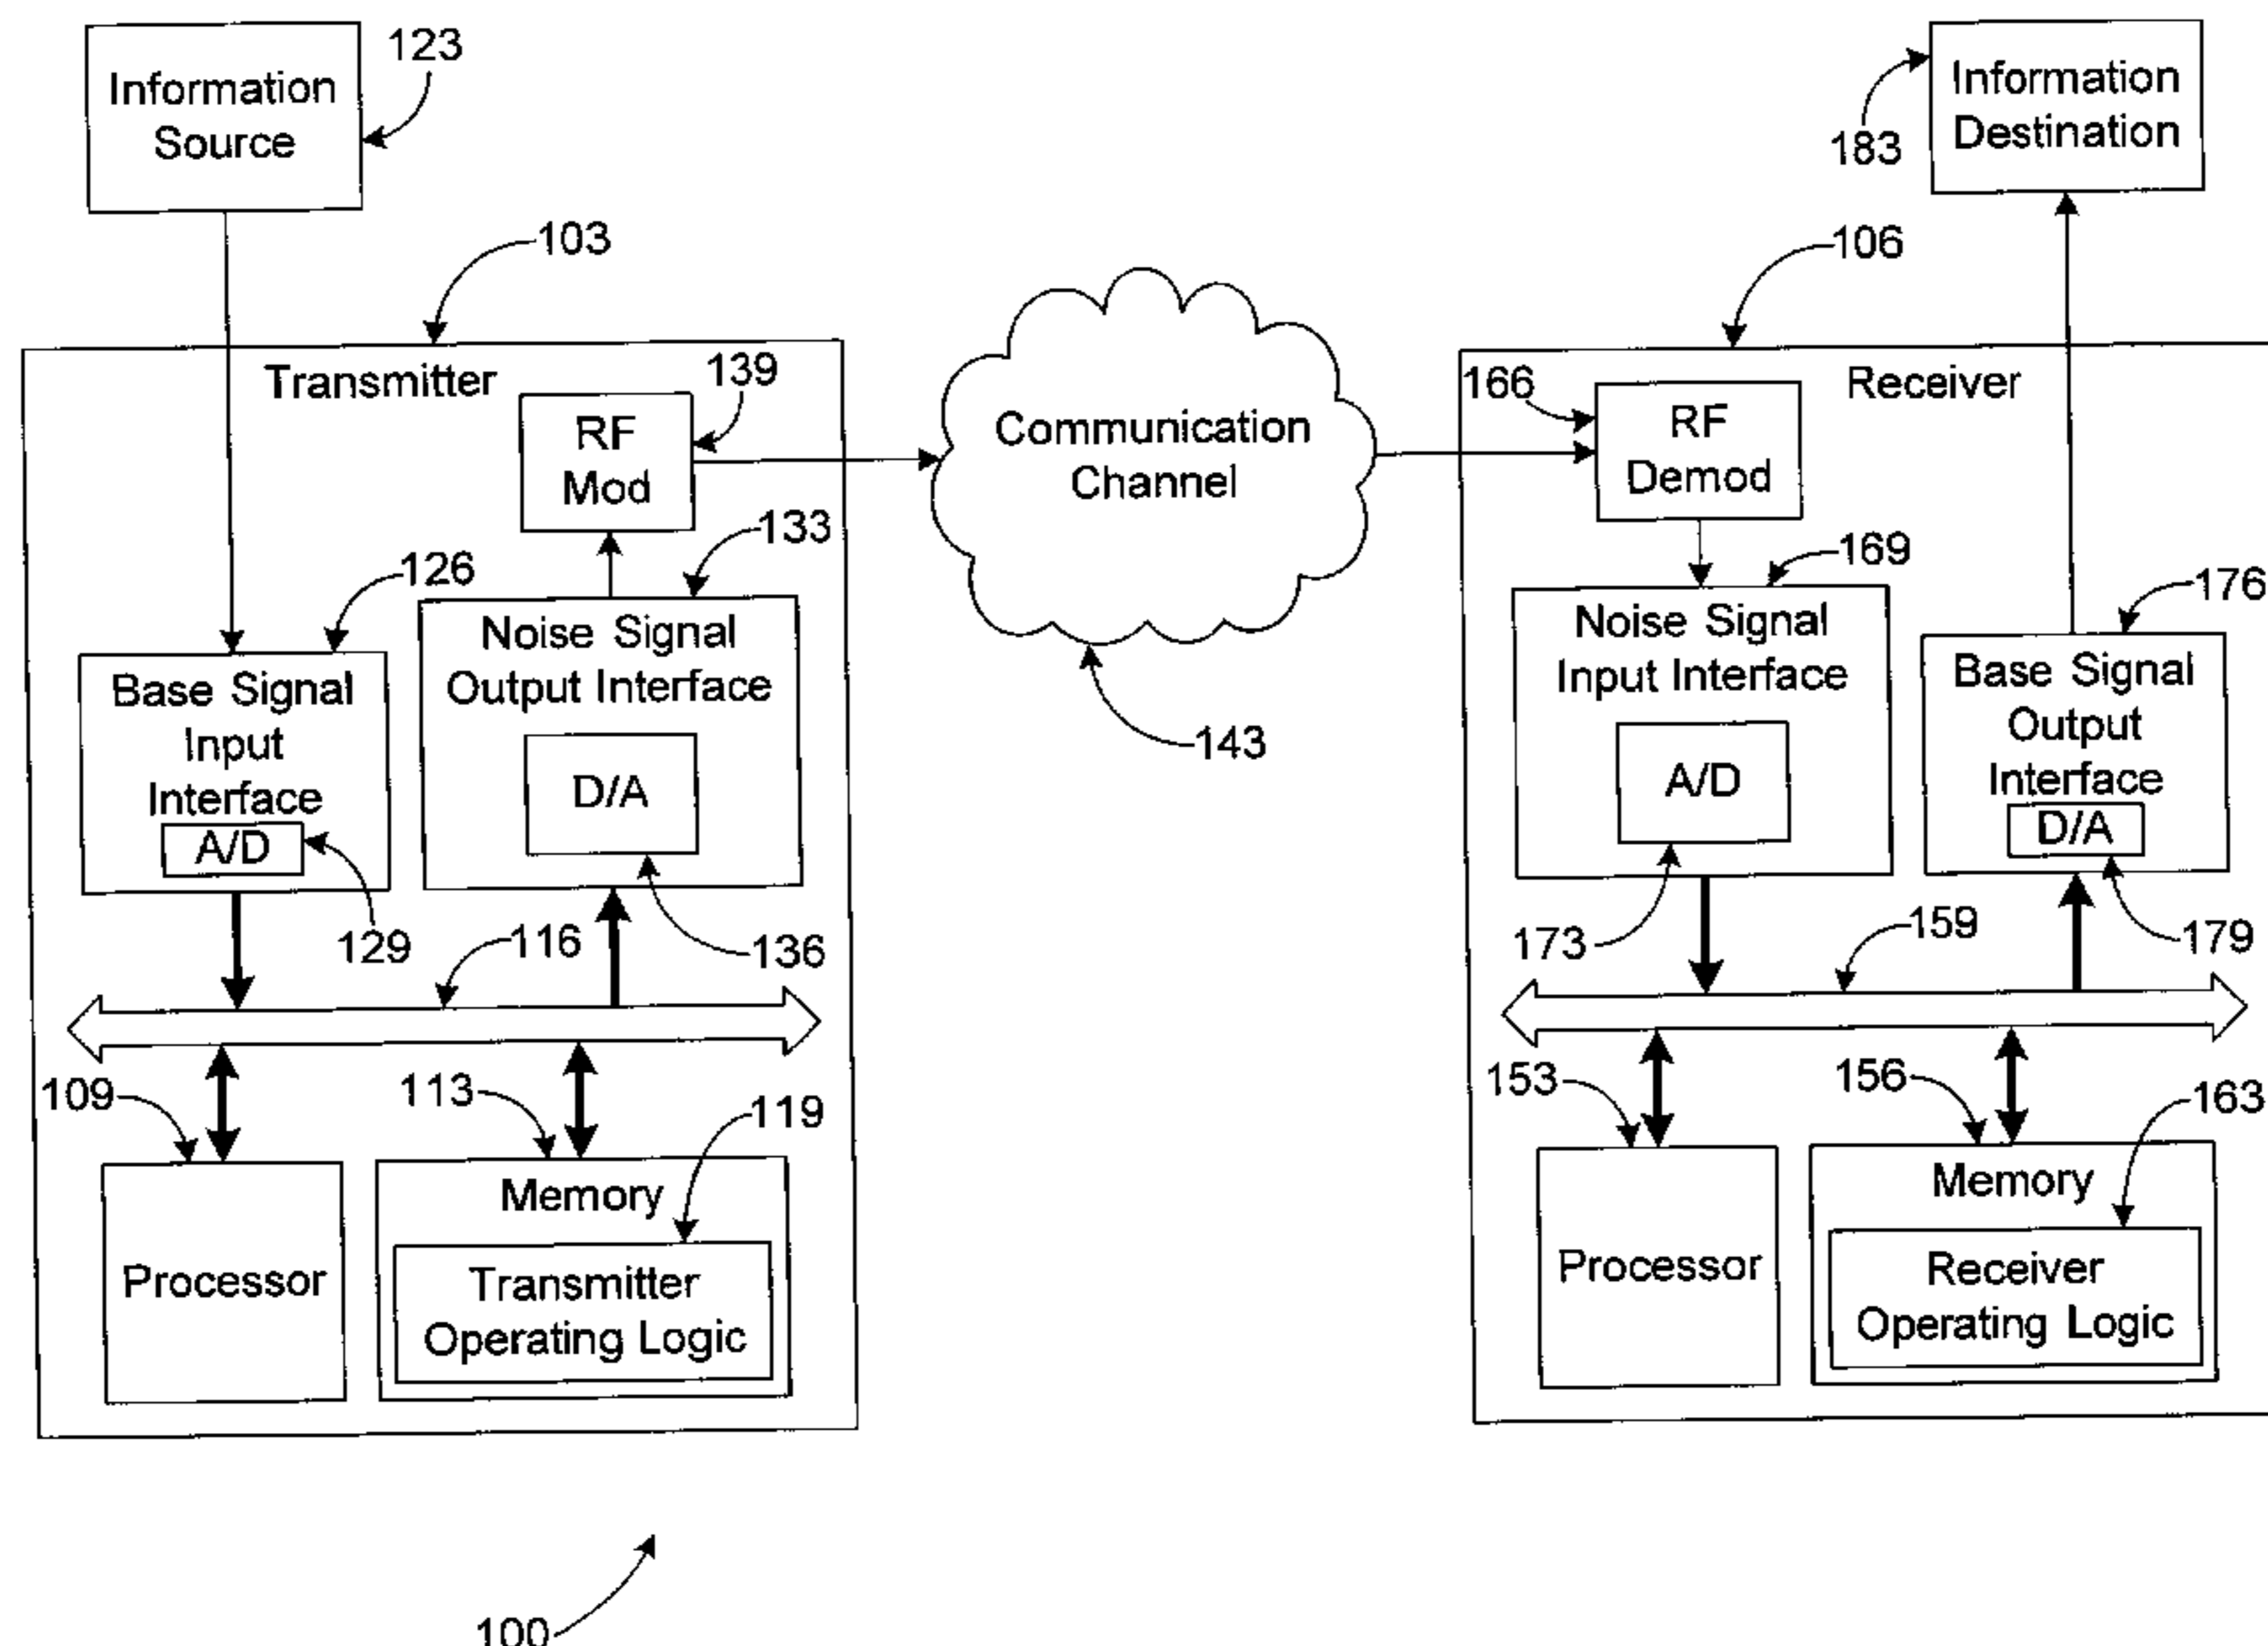 Information
Source
123
103
Transmitter
RF
Mod
139
133
126
Base Signal
Input
Interface
A/D
129
Noise Signal
Output Interface
D/A
136
116
109
Processor
113
Memory
119
Transmitter
Operating Logic
Communication
Channel
143
Information
Destination
183
106
Receiver
166
RF
Demod
169
Noise Signal
Input Interface
A/D
173
176
Base Signal
Output
Interface
D/A
179
159
153
Processor
156
Memory
163
Receiver
Operating Logic
100